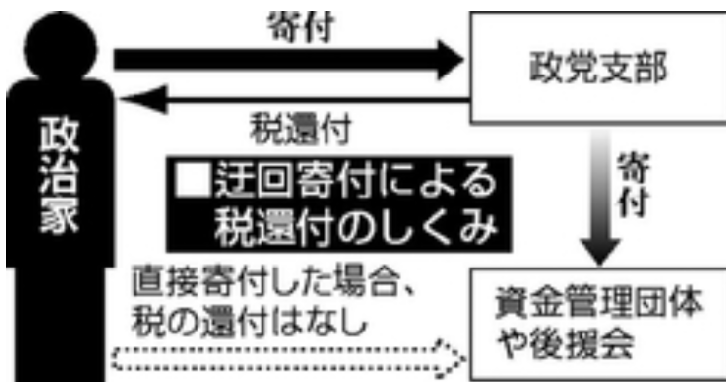 寄付
政党支部
税還付
政治家
■迂回寄付による
税還付のしくみ
寄付
直接寄付した場合、
税の還付はなし
資金管理団体
や後援会